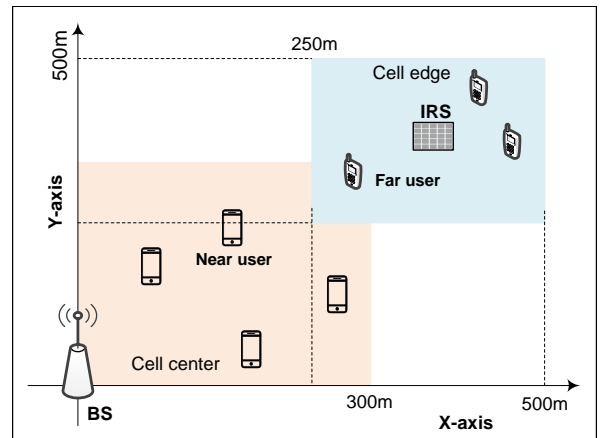 500m
250m
Cell edge
IRS
Far user
Y-axis
Near user
Cell center
BS
300m
500m
X-axis